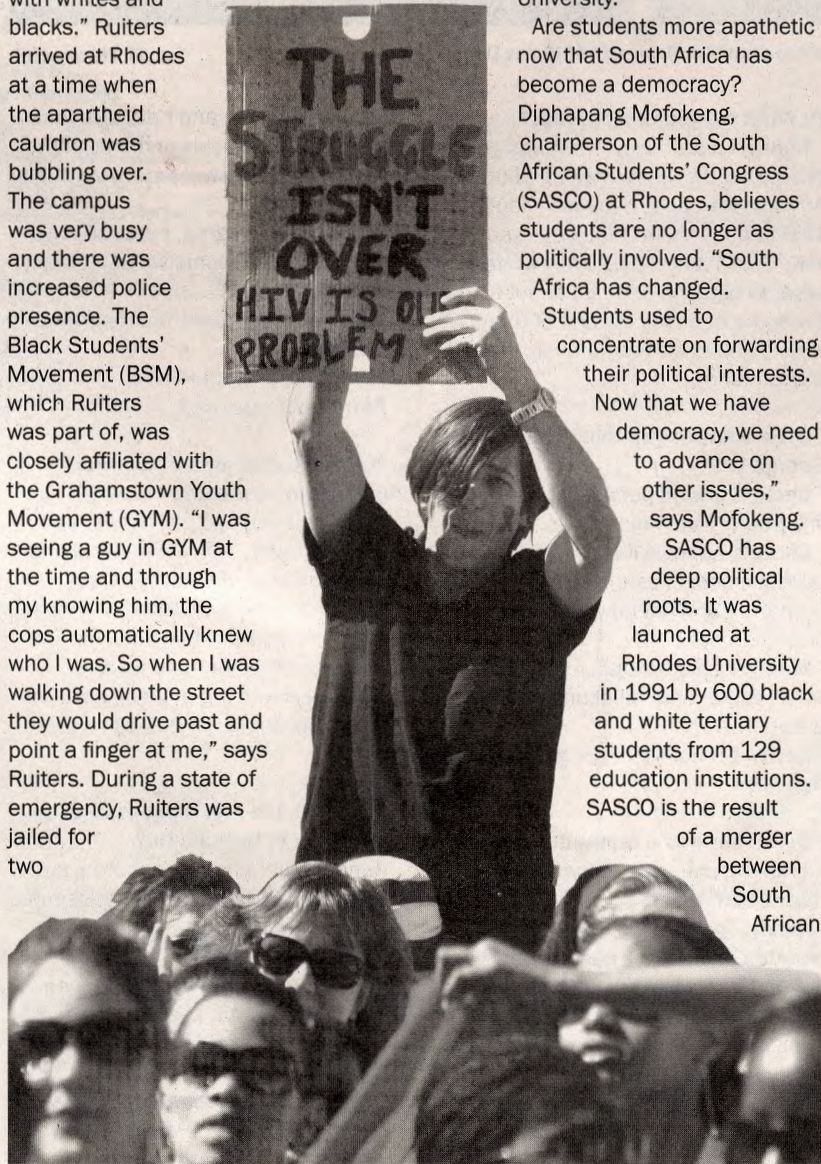 with whites and
blacks.” Ruiters
arrived at Rhodes
at a time when
the apartheid
cauldron was
bubbling over.
The campus
was very busy
and there was
increased police
presence. The
Black Students’
Movement (BSM),
which Ruiters
was part of, was
closely affiliated with
the Grahamstown Youth
Movement (GYM). “I was
seeing a guy in GYM at
the time and through
my knowing him, the
cops automatically knew
who I was. So when I was
walking down the street
they would drive past and
point a finger at me,” says
Ruiters. During a state of
emergency, Ruiters was
jailed for
two
THE
STRUGGLE
ISN'T
OVER
HIV IS OUR
PROBLEM
University.
Are students more apathetic
now that South Africa has
become a democracy?
Diphapang Mofokeng,
chairperson of the South
African Students’ Congress
(SASCO) at Rhodes, believes
students are no longer as
politically involved. “South
Africa has changed.
Students used to
concentrate on forwarding
their political interests.
Now that we have
democracy, we need
to advance on
other issues,”
says Mofokeng.
SASCO has
deep political
roots. It was
launched at
Rhodes University
in 1991 by 600 black
and white tertiary
students from 129
education institutions.
SASCO is the result
of a merger
between
South
African